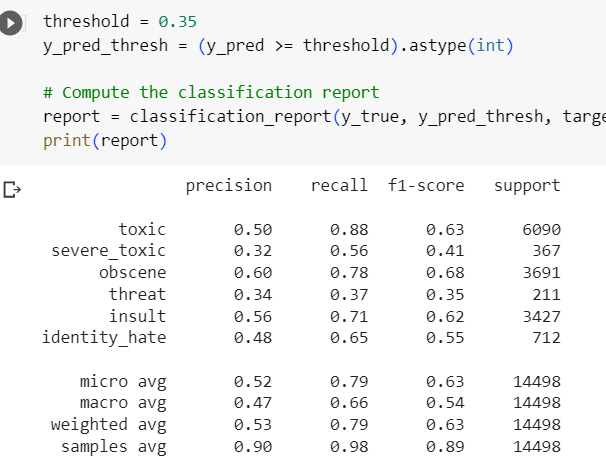 threshold = 0.35
y_pred_thresh = (y_pred >= threshold).astype(int)
# Compute the classification report
report = classification_report(y_true, y_pred_thresh, targe
print(report)
precision recall f1-score support
toxic 0.50 0.88 0.63 6090
severe_toxic 0.32 0.56 0.41 367
obscene 0.60 0.78 0.68 3691
threat 0.34 0.37 0.35 211
insult 0.56 0.71 0.62 3427
identity_hate 0.48 0.65 0.55 712
micro avg 0.52 0.79 0.63 14498
macro avg 0.47 0.66 0.54 14498
weighted avg 0.53 0.79 0.63 14498
samples avg 0.90 0.98 0.89 14498